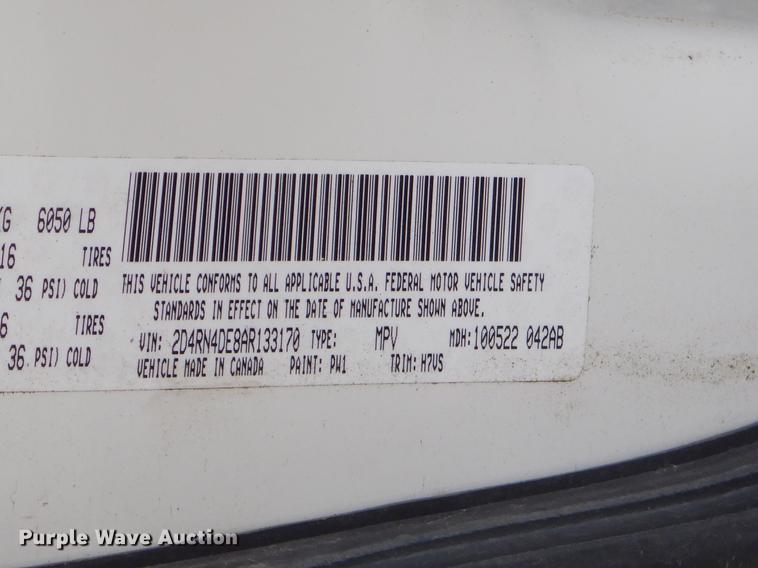 KG 6050 LB
16 TIRES
36 PSI) COLD
6 TIRES
36 PSI) COLD
THIS VEHICLE CONFORMS TO ALL APPLICABLE U.S.A. FEDERAL MOTOR VEHICLE SAFETY
STANDARDS IN EFFECT ON THE DATE OF MANUFACTURE SHOWN ABOVE.
VIN: 2D4RN4DE8AR133170 TYPE: MPV MDH: 100522 042AB
VEHICLE MADE IN CANADA PAINT: PW1 TRIM: H7VS
Purple Wave Auction